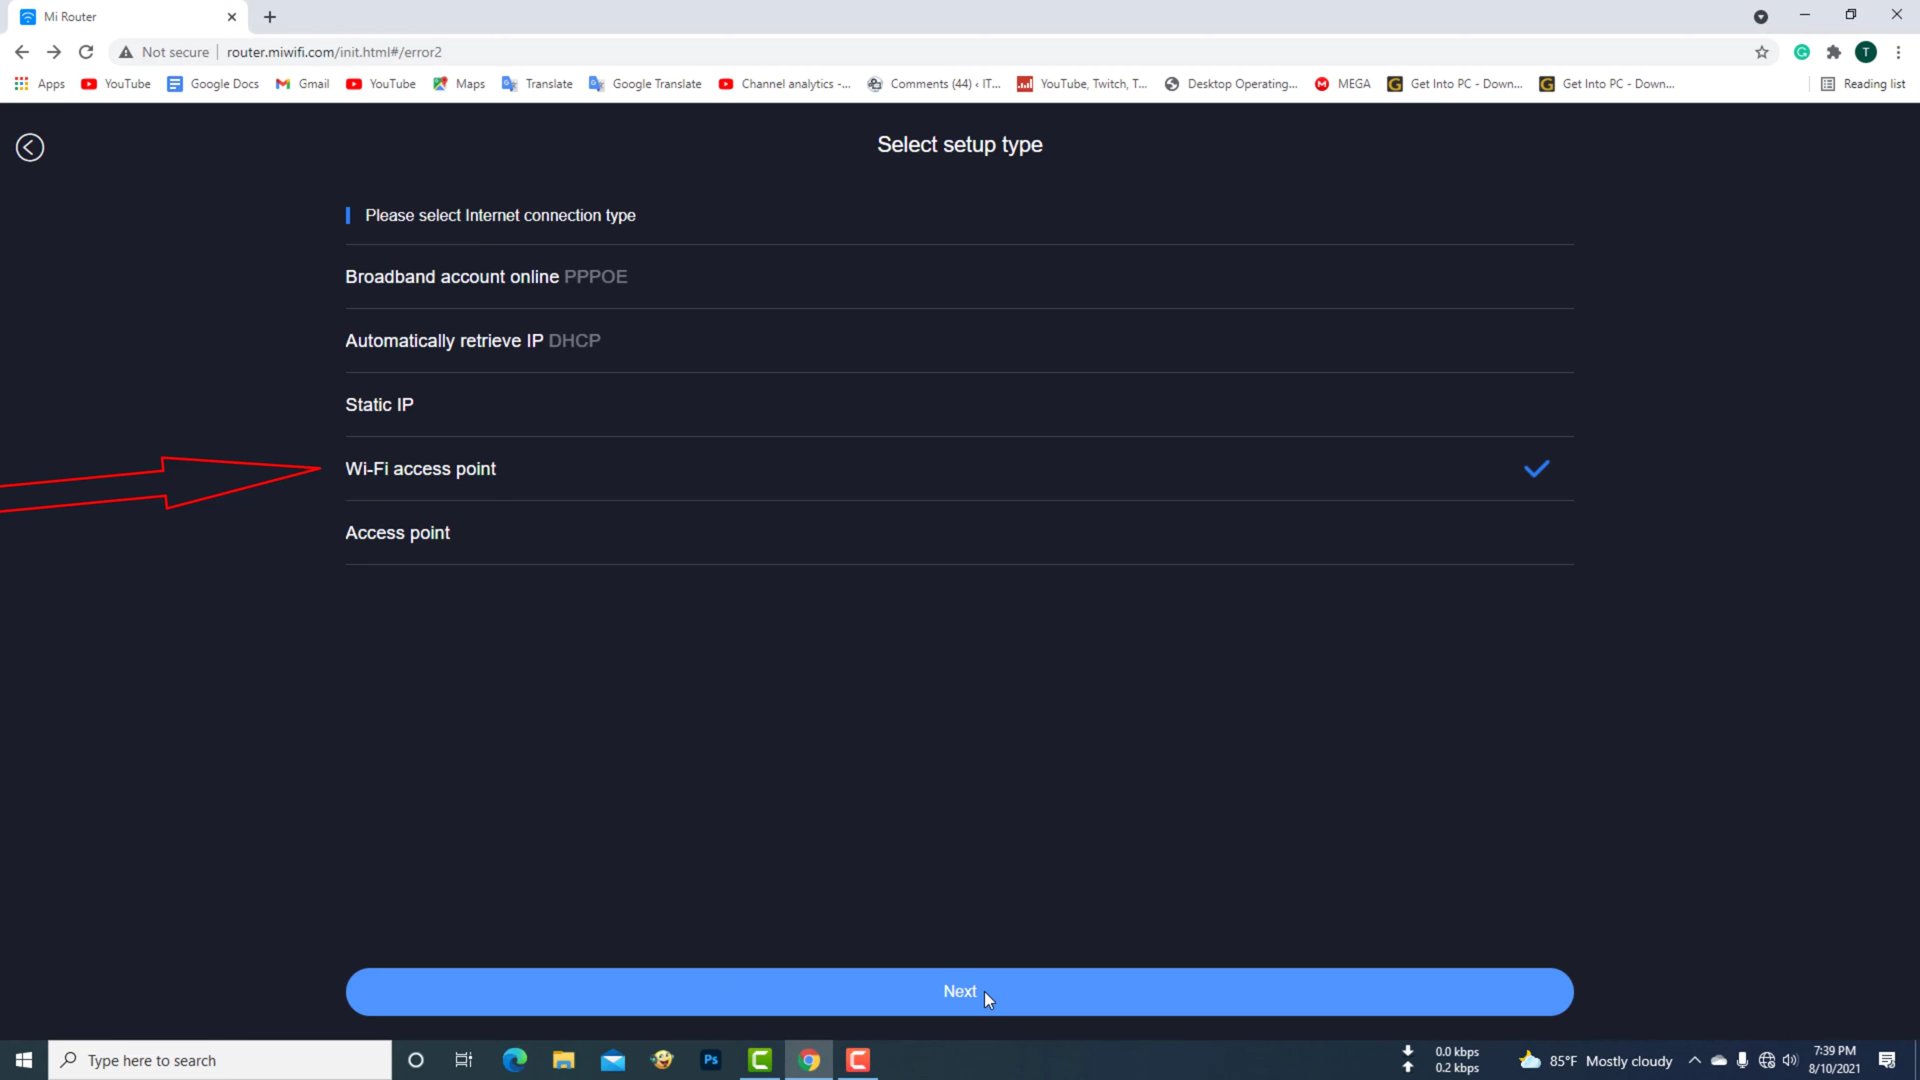 Mi Router
Not secure router.miwifi.com/init.html#/error2 T
Apps YouTube Google Docs Gmail YouTube Maps Translate Google Translate Channel analytics -... Comments (44) ‹ IT... YouTube, Twitch, T... Desktop Operating... MEGA Get Into PC - Down... Get Into PC - Down... Reading list
Select setup type
Please select Internet connection type
Broadband account online PPPOE
Automatically retrieve IP DHCP
Static IP
Wi-Fi access point
Access point
Next
Type here to search
Ps
0.0 kbps
0.2 kbps
85°F Mostly cloudy
7:39 PM
8/10/2021